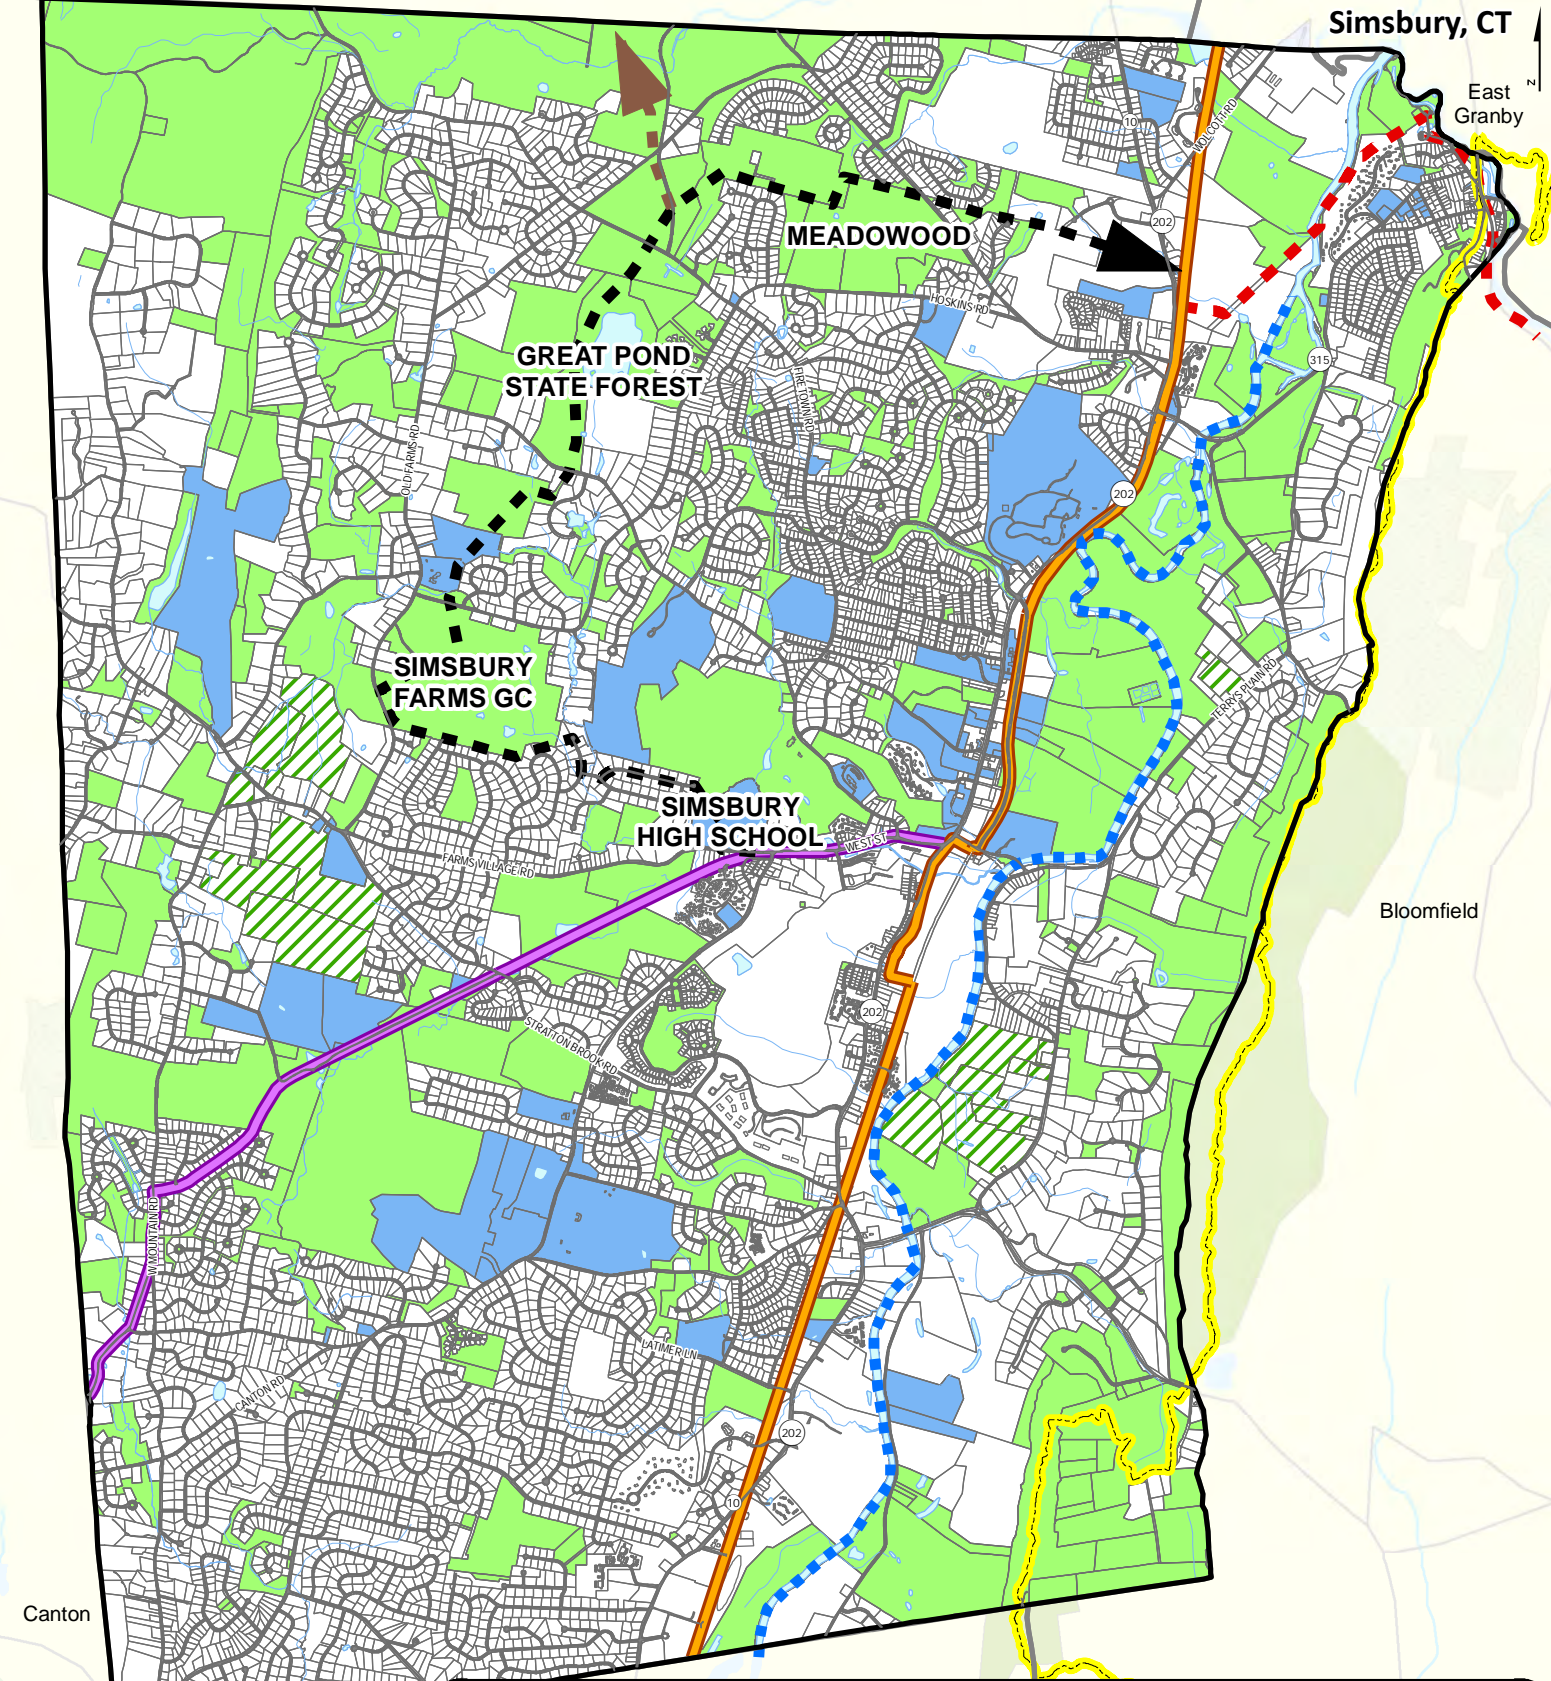 Simsbury, CT
z
East
Granby
10
WOLCOTT RD
202
MEADOWOOD
HOSKINS RD
GREAT POND
STATE FOREST
315
FIRETOWN RD
OLD FARMS RD
202
SIMSBURY
FARMS GC
TERRYS PLAIN RD
SIMSBURY
HIGH SCHOOL
WEST ST
FARMS VILLAGE RD
Bloomfield
202
STRATTON BROOK RD
W MOUNTAIN RD
LATIMER LN
CANTON RD
202
10
Canton